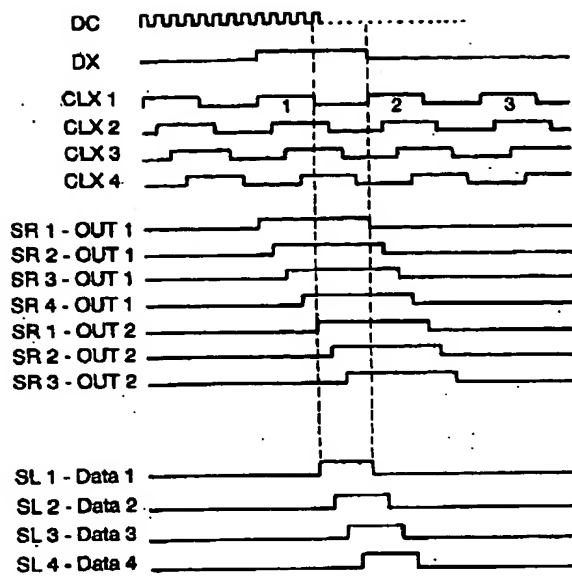 DC
DX
CLX 1
1 2 3
CLX 2
CLX 3
CLX 4
SR 1 - OUT 1
SR 2 - OUT 1
SR 3 - OUT 1
SR 4 - OUT 1
SR 1 - OUT 2
SR 2 - OUT 2
SR 3 - OUT 2
SL 1 - Data 1
SL 2 - Data 2
SL 3 - Data 3
SL 4 - Data 4